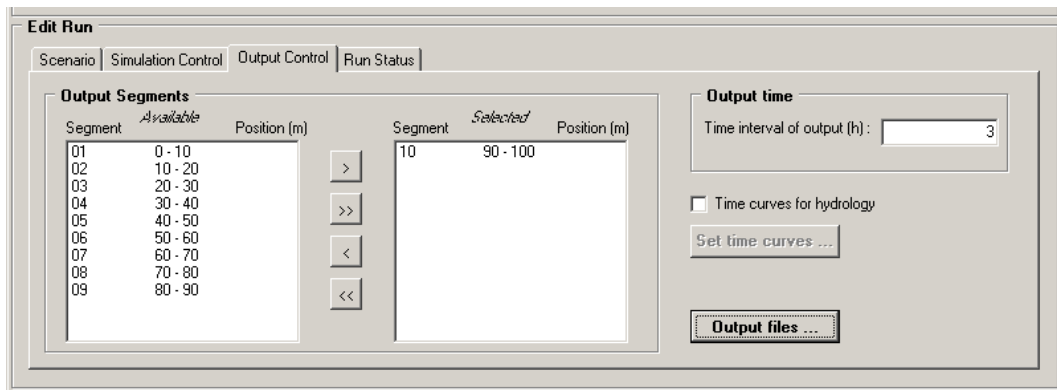 Edit Run
Scenario Simulation Control Output Control Run Status
Output Segments
Available
Segment Position (m)
01 0 - 10
02 10 - 20
03 20 - 30
04 30 - 40
05 40 - 50
06 50 - 60
07 60 - 70
08 70 - 80
09 80 - 90
>
>>
<
<<
Selected
Segment Position (m)
10 90 - 100
Output time
Time interval of output (h) : 3
Time curves for hydrology
Set time curves ...
Output files ...